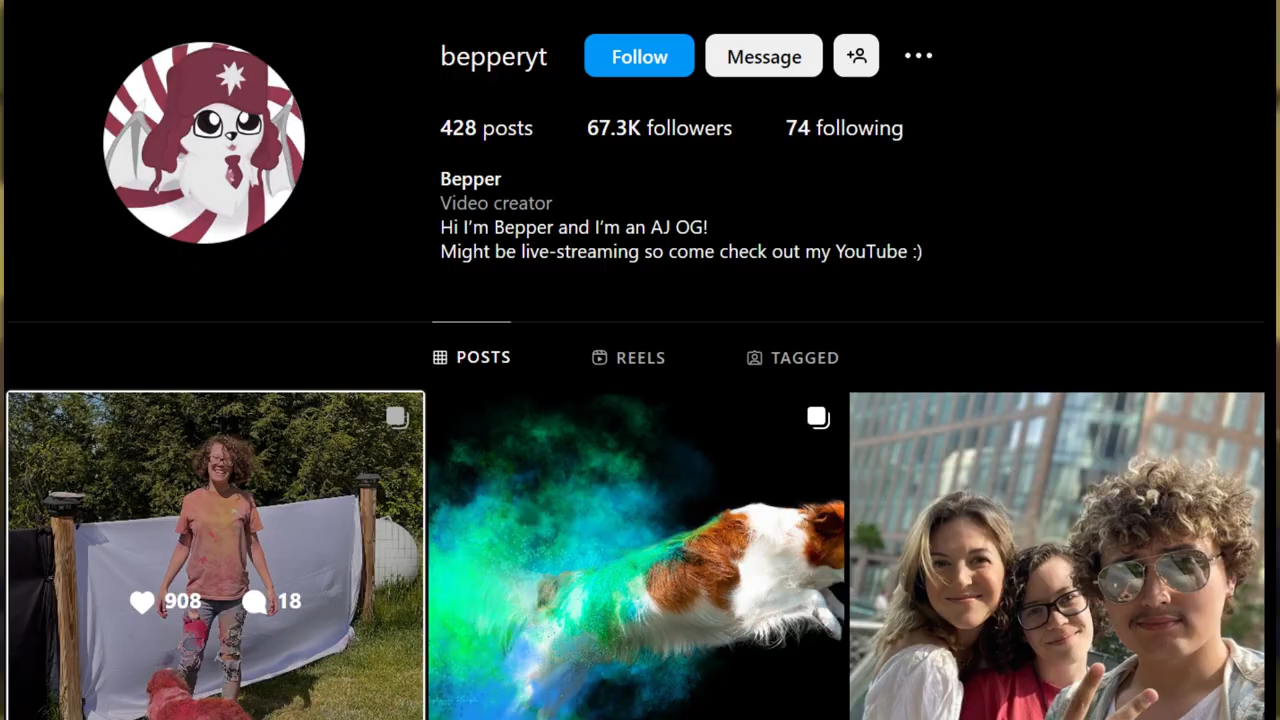 bepperyt Follow Message
428 posts 67.3K followers 74 following
Bepper
Video creator
Hi I’m Bepper and I’m an AJ OG!
Might be live-streaming so come check out my YouTube :)
POSTS REELS TAGGED
908 18